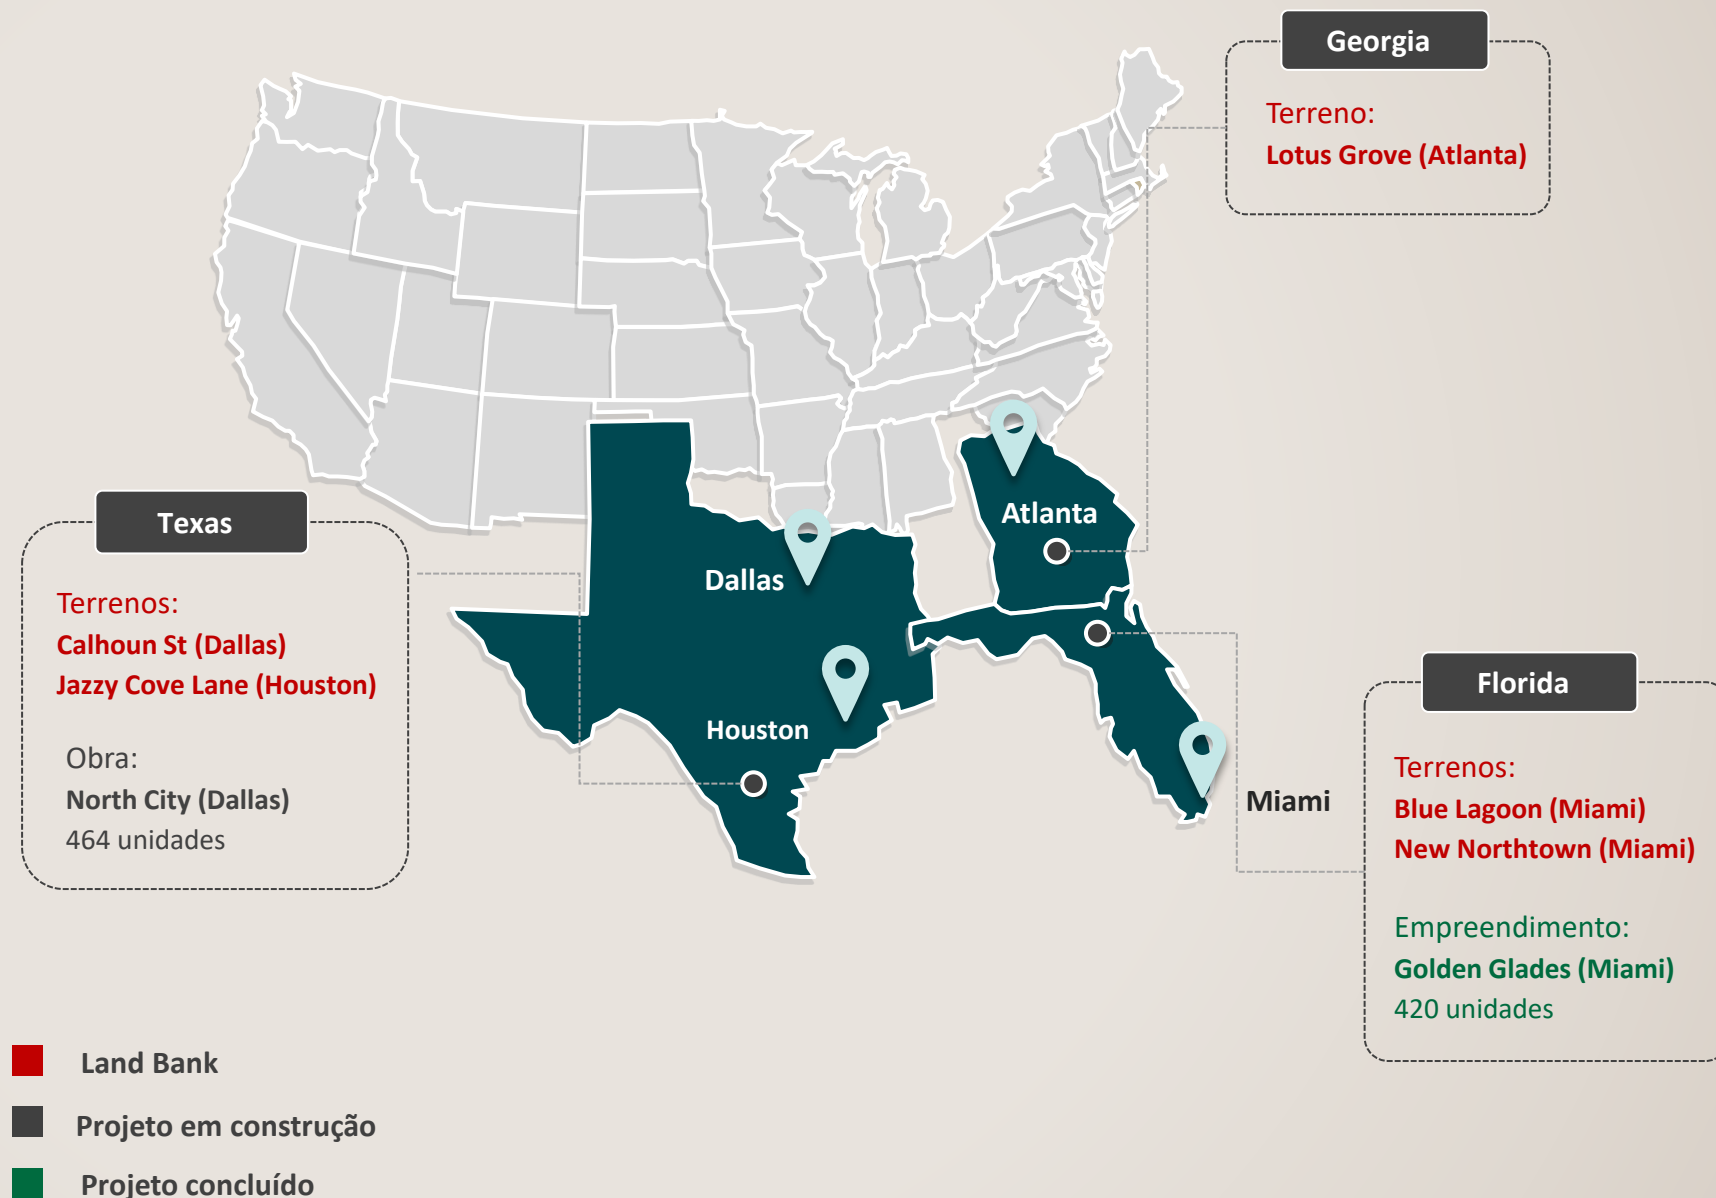 Georgia
Terreno:
Lotus Grove (Atlanta)
Texas
Terrenos:
Calhoun St (Dallas)
Jazzy Cove Lane (Houston)
Obra:
North City (Dallas)
464 unidades
Atlanta
Dallas
Houston
Miami
Florida
Terrenos:
Blue Lagoon (Miami)
New Northtown (Miami)
Empreendimento:
Golden Glades (Miami)
420 unidades
Land Bank
Projeto em construção
Projeto concluído